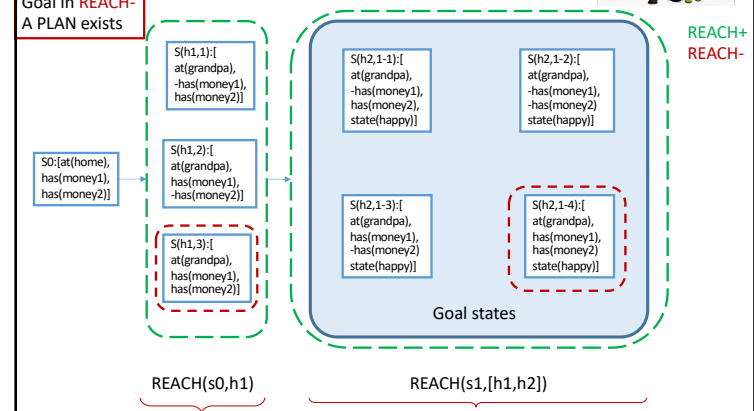 Goal in REACH-
A PLAN exists
REACH+
REACH-
S0:[at(home),
has(money1),
has(money2)]
S(h1,1):[
at(grandpa),
-has(money1),
has(money2)]
S(h1,2):[
at(grandpa),
has(money1),
-has(money2)]
S(h1,3):[
at(grandpa),
has(money1),
has(money2)]
S(h2,1-1):[
at(grandpa),
-has(money1),
has(money2),
state(happy)]
S(h2,1-2):[
at(grandpa),
-has(money1),
-has(money2)
state(happy)]
S(h2,1-3):[
at(grandpa),
has(money1),
-has(money2)
state(happy)]
S(h2,1-4):[
at(grandpa),
has(money1),
has(money2)
state(happy)]
Goal states
REACH(s0,h1)
REACH(s1,[h1,h2])